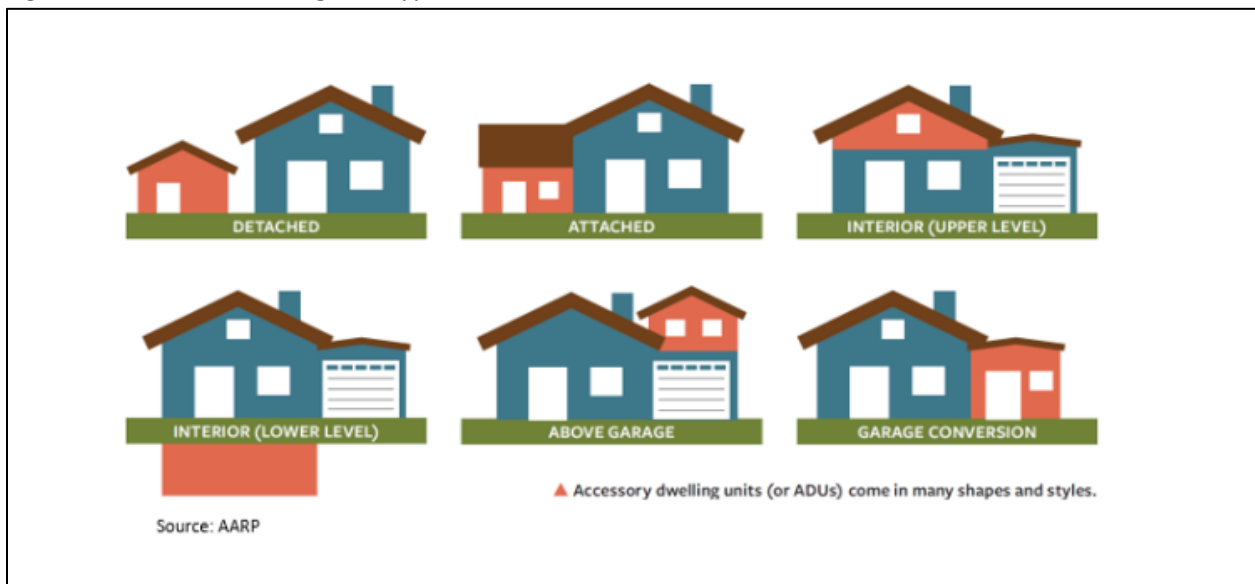 DETACHED
ATTACHED
INTERIOR (UPPER LEVEL)
INTERIOR (LOWER LEVEL)
ABOVE GARAGE
GARAGE CONVERSION
Accessory dwelling units (or ADUs) come in many shapes and styles.
Source: AARP